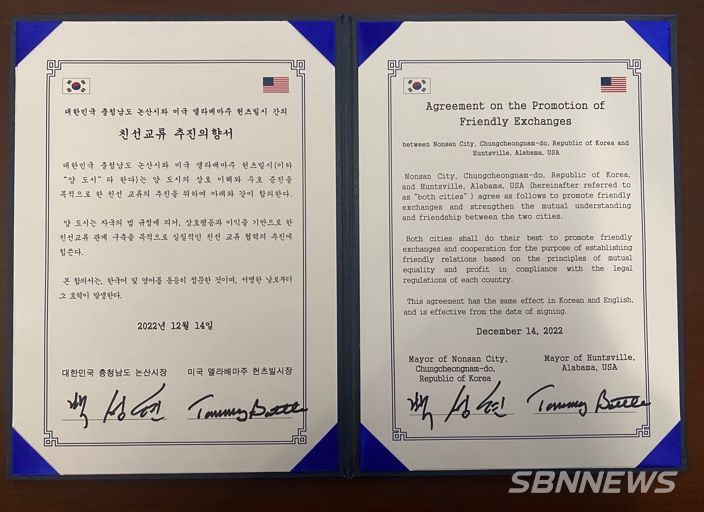 대한민국 충청남도 논산시와 미국 앨라배마주 헌츠빌시 간의
친선교류 추진의향서
대한민국 충청남도 논산시와 미국 앨라배마주 헌츠빌시(이하
"양 도시"라 한다)는 양 도시의 상호 이해와 우호 증진을
목적으로 한 친선 교류의 추진을 위하여 아래와 같이 합의한다.
양 도시는 자국의 법 규정에 의거, 상호평등과 이익을 기반으로 한
친선교류 관계 구축을 목적으로 실질적인 친선 교류 협력의 추진에
힘쓴다.
본 합의서는, 한국어 및 영어를 동등히 정문한 것이며, 서명한 날로부터
그 효력이 발생한다.
2022년 12월 14일
대한민국 충청남도 논산시장
미국 앨라배마주 헌츠빌시장
백 성현
Tommy Battle
Agreement on the Promotion of
Friendly Exchanges
between Nonsan City, Chungcheongnam-do, Republic of Korea and
Huntsville, Alabama, USA
Nonsan City, Chungcheongnam-do, Republic of Korea,
and Huntsville, Alabama, USA (hereinafter referred to
as "both cities") agree as follows to promote friendly
exchanges and strengthen the mutual understanding
and friendship between the two cities.
Both cities shall do their best to promote friendly
exchanges and cooperation for the purpose of establishing
friendly relations based on the principles of mutual
equality and profit in compliance with the legal
regulations of each country.
This agreement has the same effect in Korean and English,
and is effective from the date of signing.
December 14, 2022
Mayor of Nonsan City,
Chungcheongnam-do,
Republic of Korea
Mayor of Huntsville,
Alabama, USA
백 성현
Tommy Battle
SBNNEWS